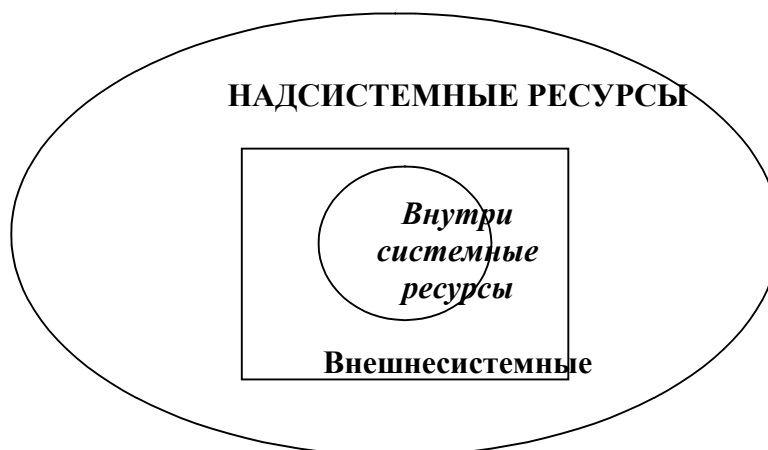 НАДСИСТЕМНЫЕ РЕСУРСЫ
Внутри
системные
ресурсы
Внешнесистемные